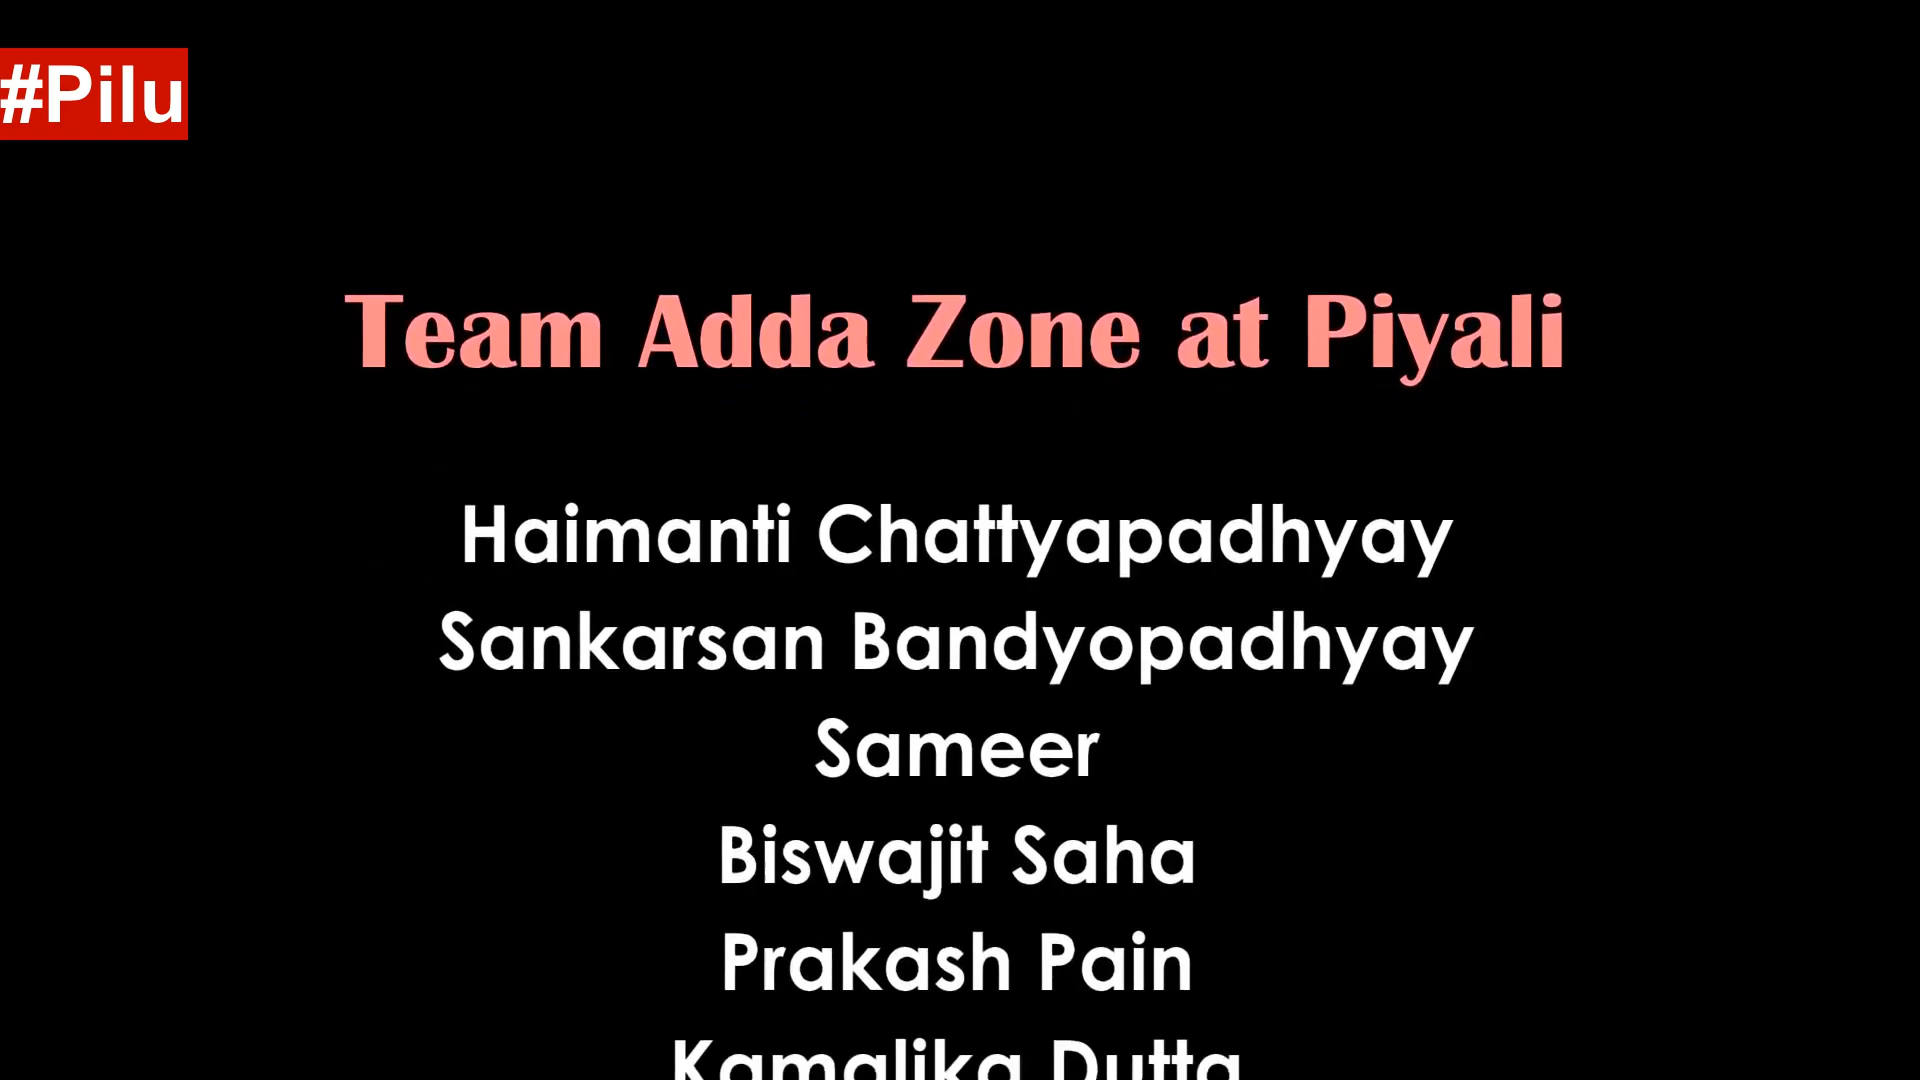 #Pilu
Team Adda Zone at Piyali
Haimanti Chattyapadhyay
Sankarsan Bandyopadhyay
Sameer
Biswajit Saha
Prakash Pain
Kamalika Dutta